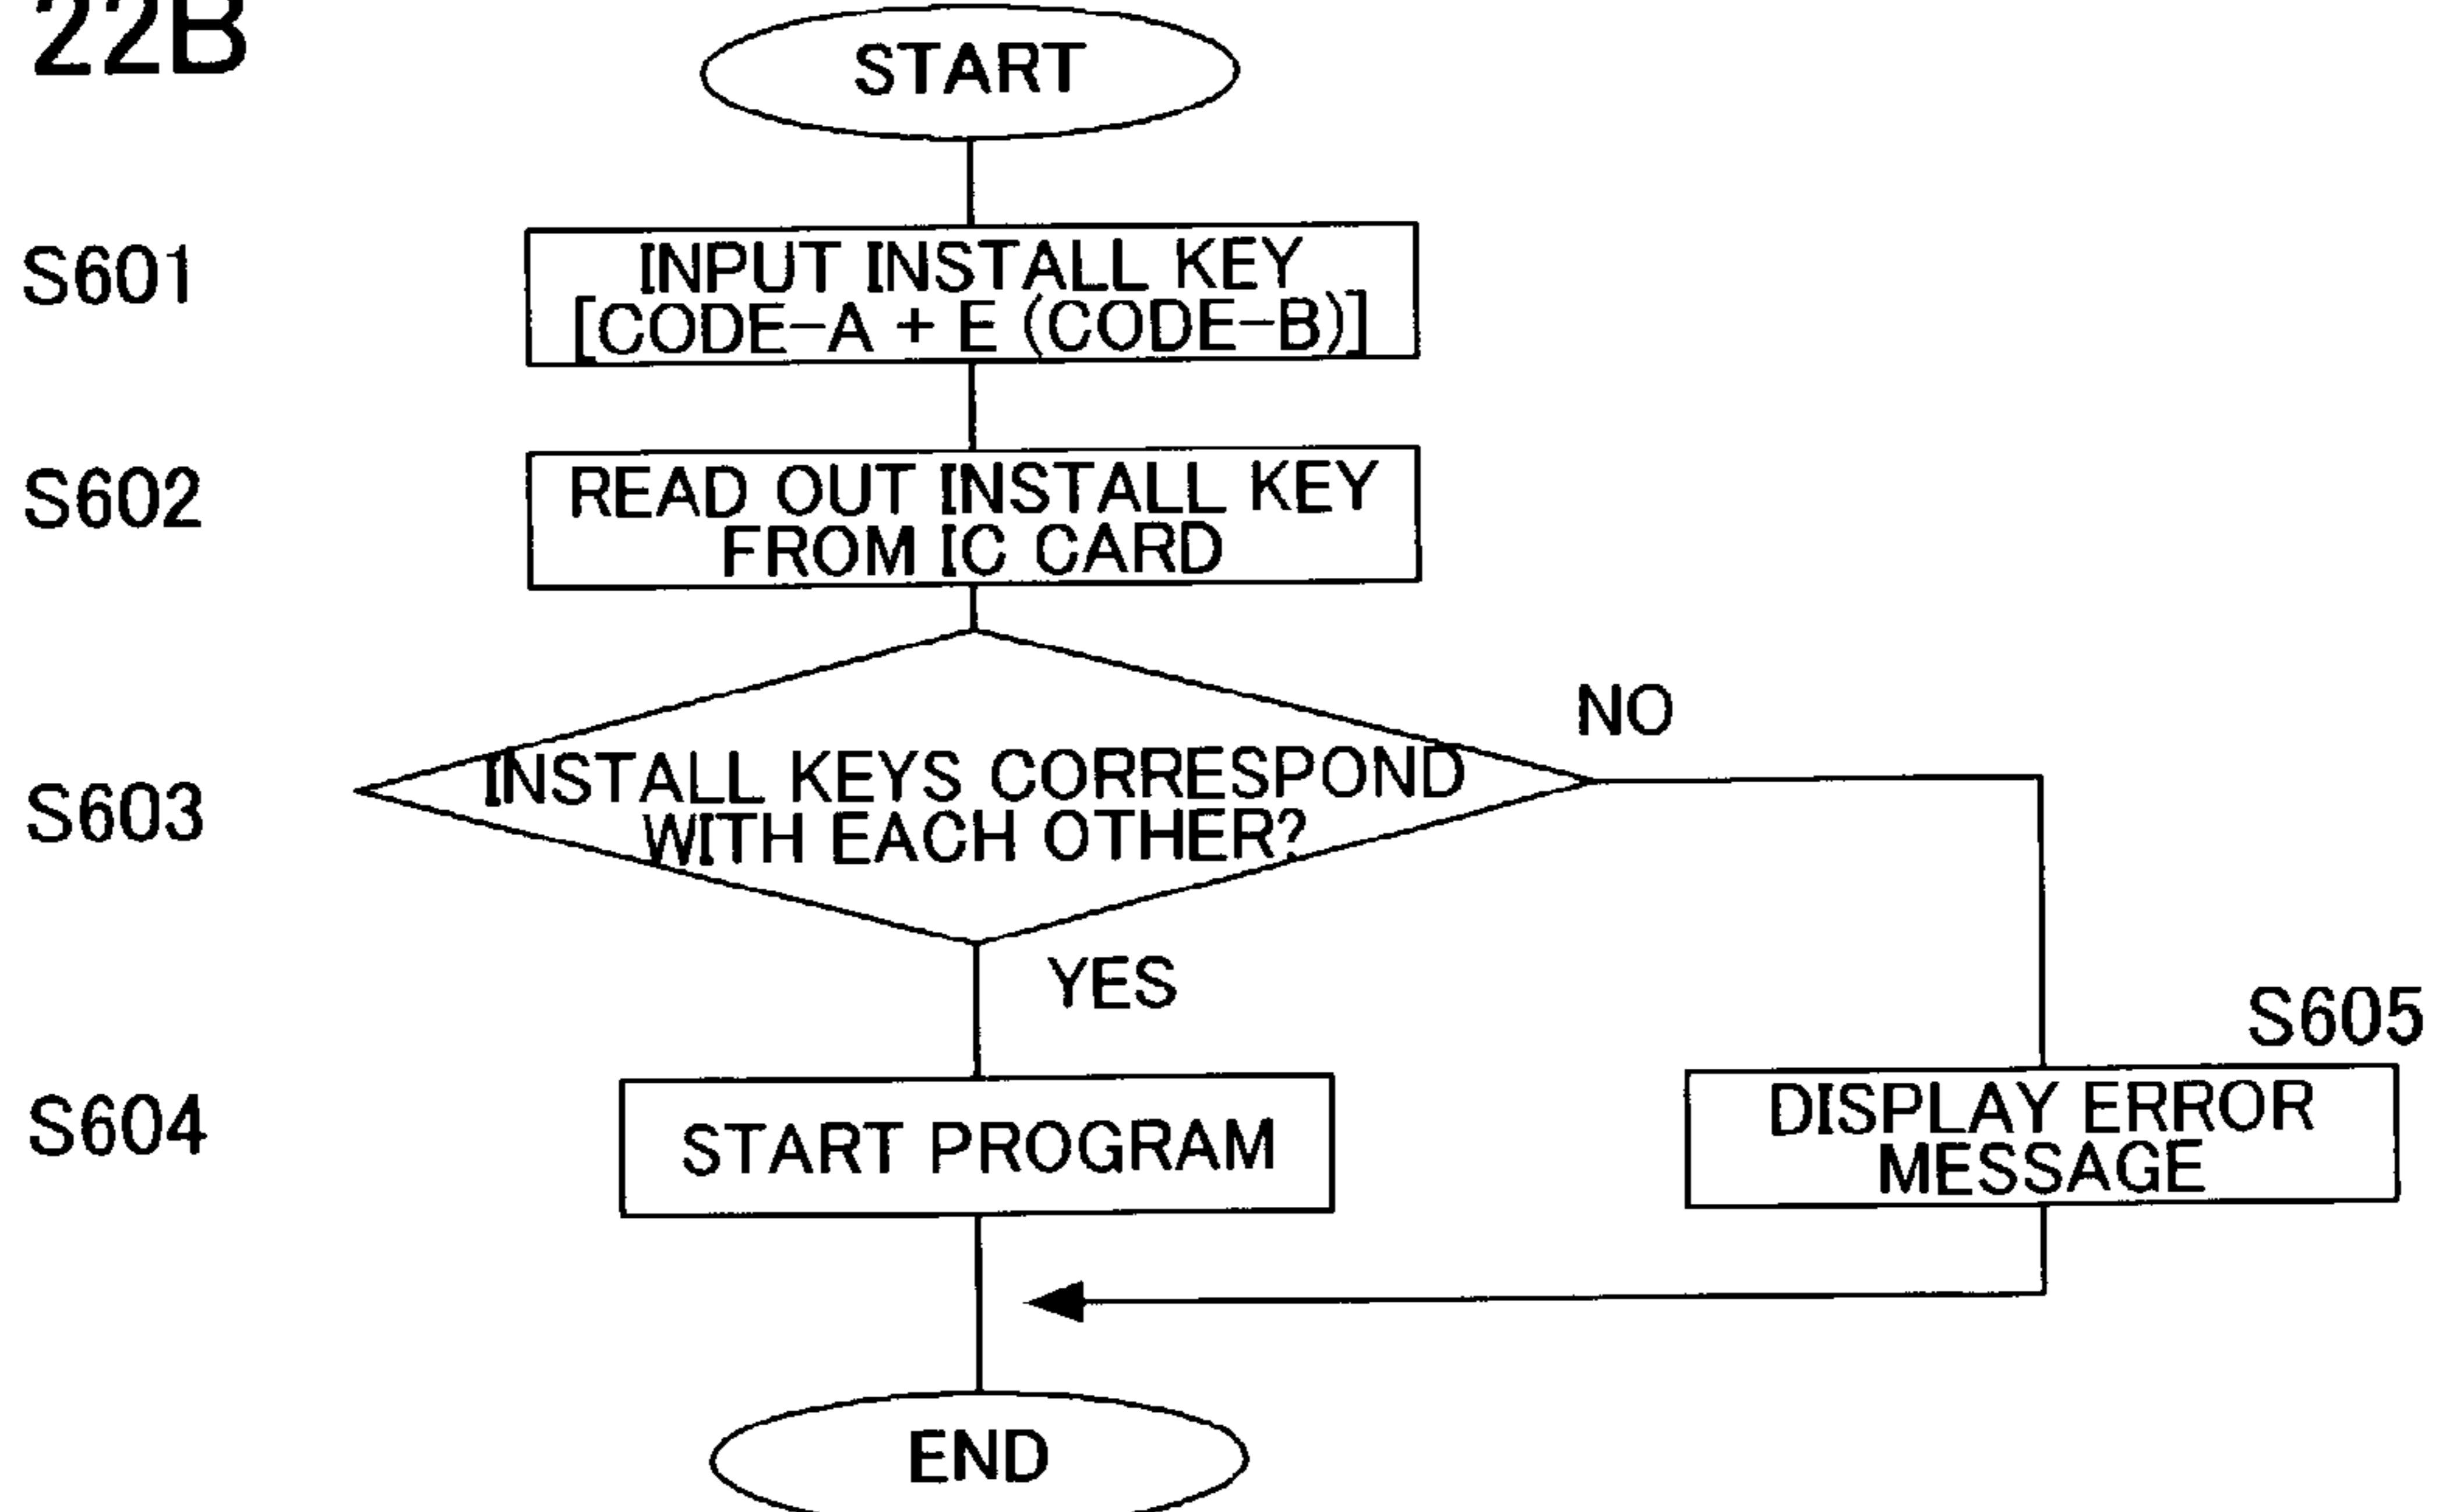 22B
START
S601
INPUT INSTALL KEY
[CODE-A + E (CODE-B)]
S602
READ OUT INSTALL KEY
FROM IC CARD
NO
S603
INSTALL KEYS CORRESPOND
WITH EACH OTHER?
YES
S605
S604
START PROGRAM
DISPLAY ERROR
MESSAGE
END